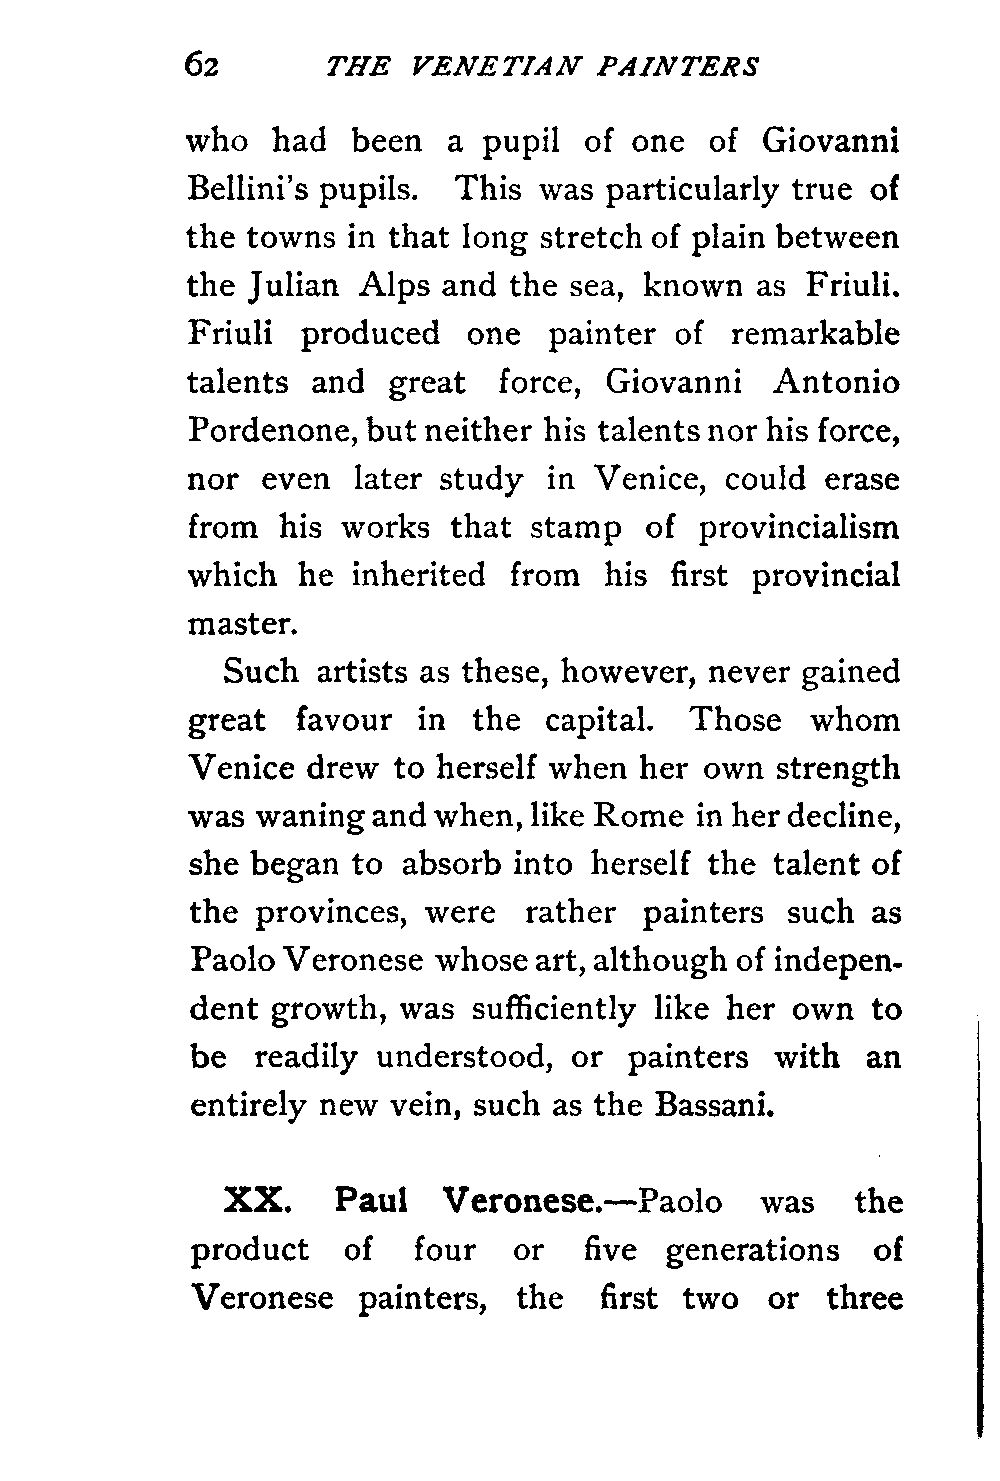 62 THE VENETIAN PAINTERS
who had been a pupil of one of Giovanni
Bellini's pupils. This was particularly true of
the towns in that long stretch of plain between
the Julian Alps and the sea, known as Friuli.
Friuli produced one painter of remarkable
talents and great force, Giovanni Antonio
Pordenone, but neither his talents nor his force,
nor even later study in Venice, could erase
from his works that stamp of provincialism
which he inherited from his first provincial
master.
Such artists as these, however, never gained
great favour in the capital. Those whom
Venice drew to herself when her own strength
was waning and when, like Rome in her decline,
she began to absorb into herself the talent of
the provinces, were rather painters such as
Paolo Veronese whose art, although of indepen-
dent growth, was sufficiently like her own to
be readily understood, or painters with an
entirely new vein, such as the Bassani.
XX. Paul Veronese.—Paolo was the
product of four or five generations of
Veronese painters, the first two or three